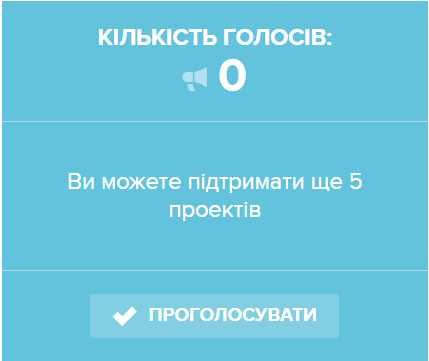 КІЛЬКІСТЬ ГОЛОСІВ:
0
Ви можете підтримати ще 5
проектів
ПРОГОЛОСУВАТИ